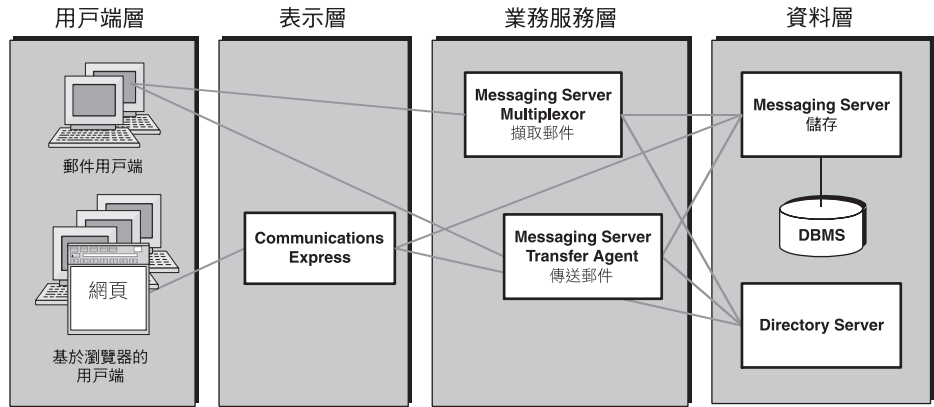 用戶端層
表示層
業務服務層
資料層
郵件用戶端
網頁
基於瀏覽器的
用戶端
Communications
Express
Messaging Server
Multiplexor
擷取郵件
Messaging Server
Transfer Agent
傳送郵件
Messaging Server
儲存
DBMS
Directory Server